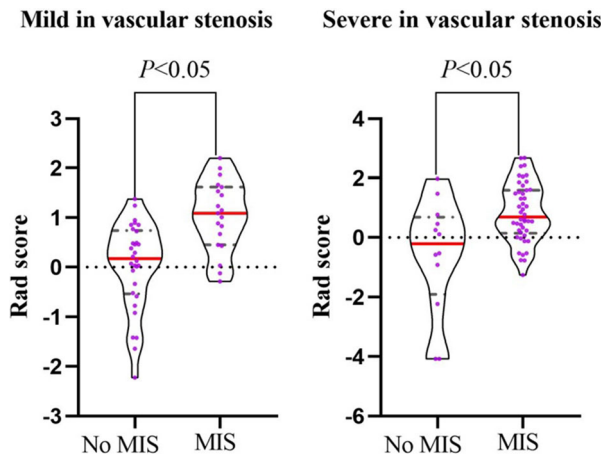 Mild in vascular stenosis
P<0.05
Rad score
3
2
1
0
-1
-2
-3
No MIS MIS
Severe in vascular stenosis
P<0.05
Rad score
6
4
2
0
-2
-4
-6
No MIS MIS